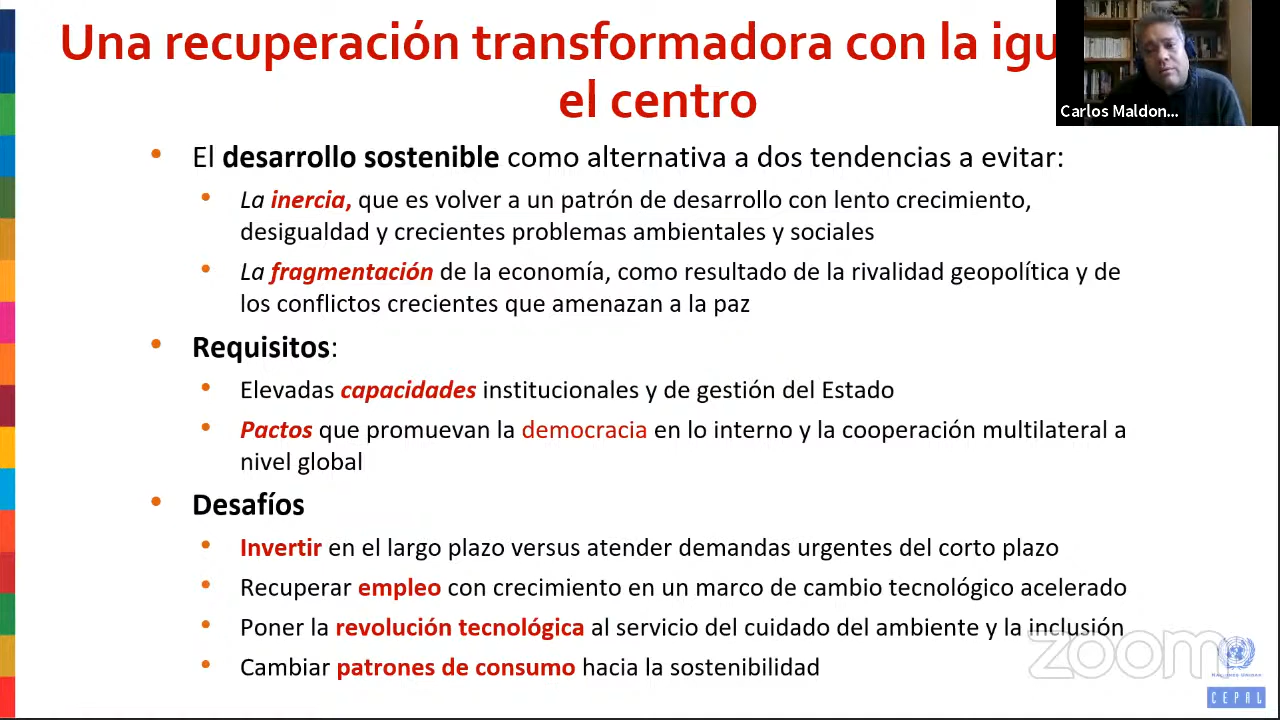 Una recuperación transformadora con la igu
el centro
Carlos Maldon...
• El desarrollo sostenible como alternativa a dos tendencias a evitar:
• La inercia, que es volver a un patrón de desarrollo con lento crecimiento,
desigualdad y crecientes problemas ambientales y sociales
• La fragmentación de la economía, como resultado de la rivalidad geopolítica y de
los conflictos crecientes que amenazan a la paz
• Requisitos:
• Elevadas capacidades institucionales y de gestión del Estado
• Pactos que promuevan la democracia en lo interno y la cooperación multilateral a
nivel global
• Desafíos
• Invertir en el largo plazo versus atender demandas urgentes del corto plazo
• Recuperar empleo con crecimiento en un marco de cambio tecnológico acelerado
• Poner la revolución tecnológica al servicio del cuidado del ambiente y la inclusión
• Cambiar patrones de consumo hacia la sostenibilidad
zoom
NACIONES UNIDAS
CEPAL